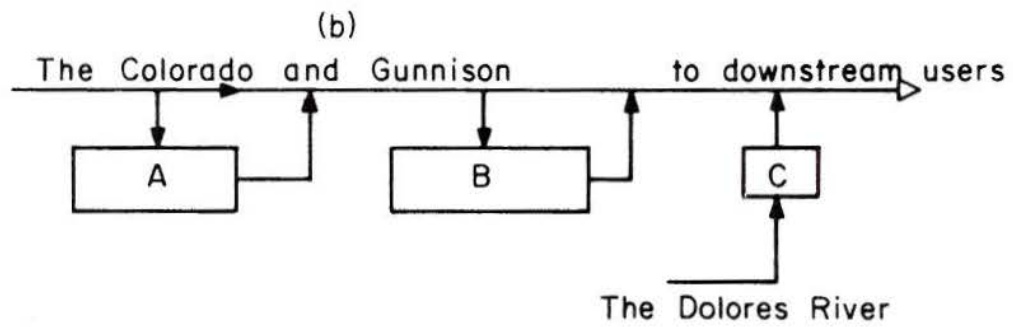 (b)
The Colorado and Gunnison to downstream users
A B C
The Dolores River